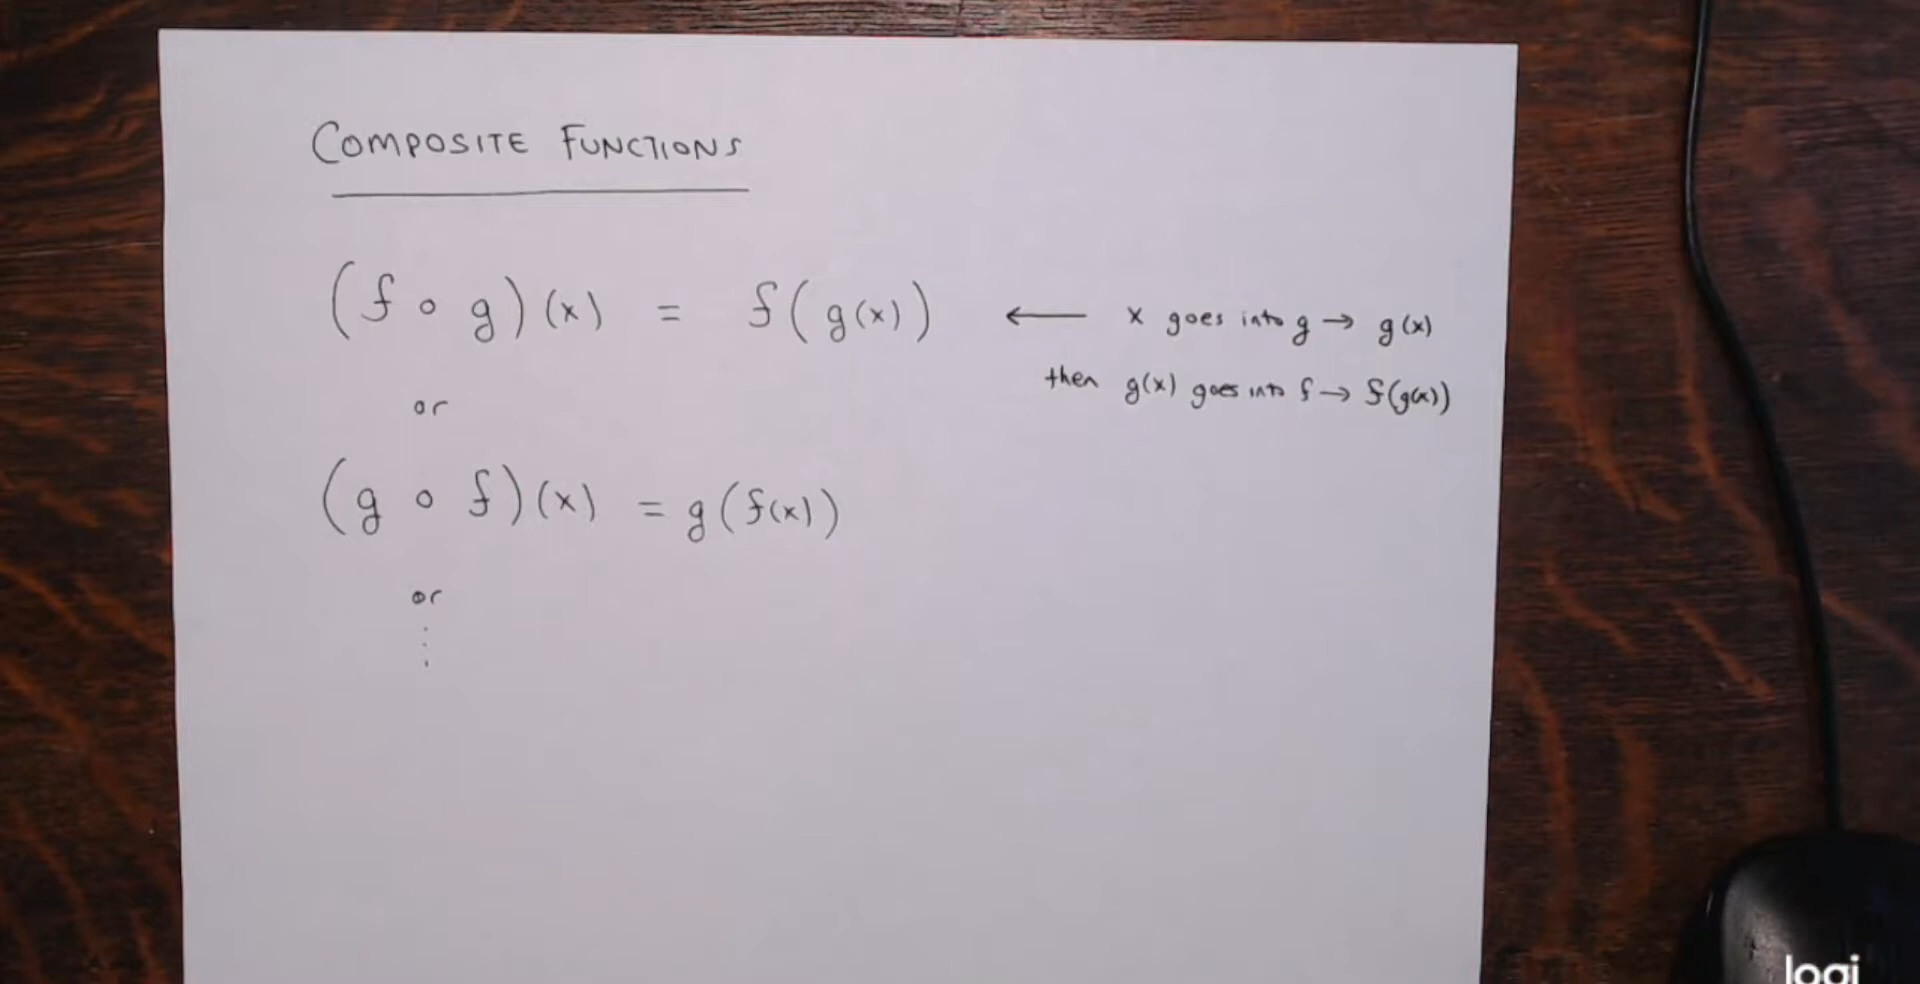 COMPOSITE FUNCTIONS
(f ∘ g)(x) = f(g(x)) ← x goes into g → g(x)
then g(x) goes into f → f(g(x))
or
(g ∘ f)(x) = g(f(x))
or
⋮
logi